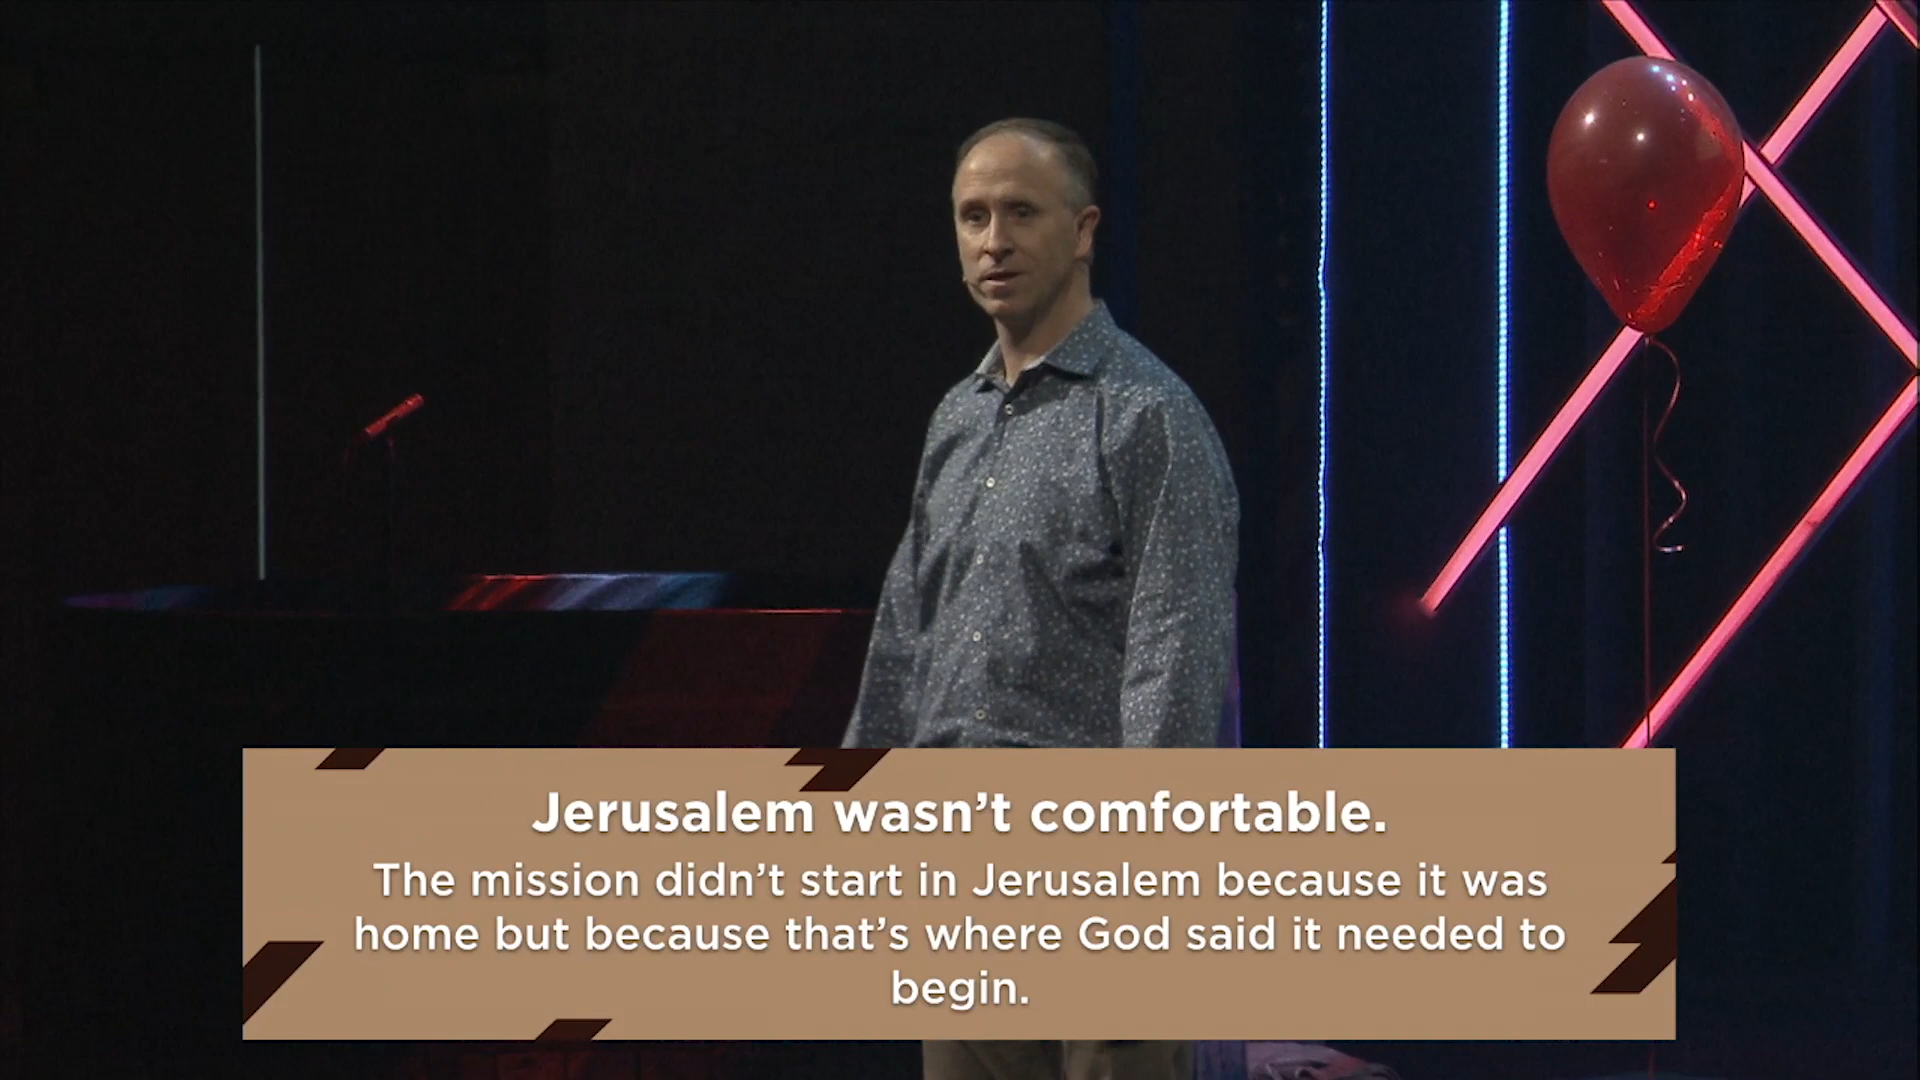 Jerusalem wasn’t comfortable.
The mission didn’t start in Jerusalem because it was
home but because that’s where God said it needed to
begin.